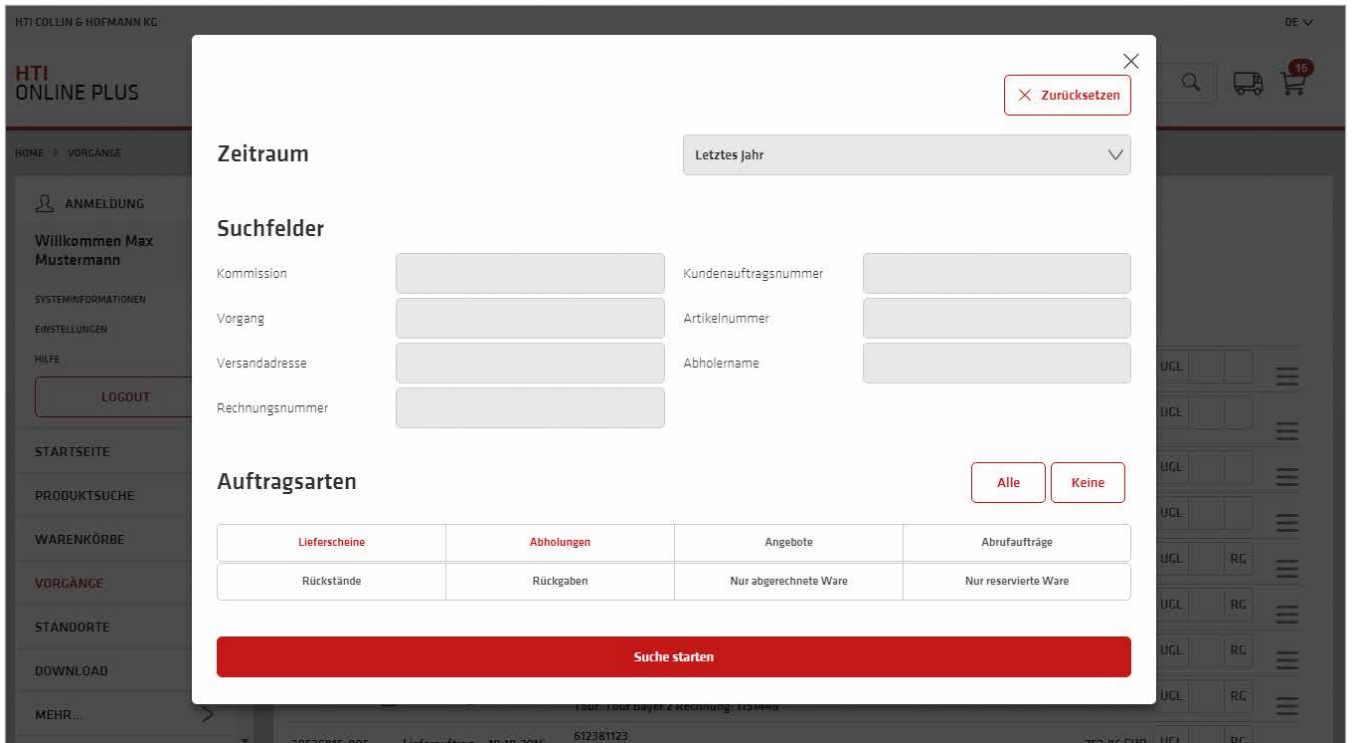 HTI COLLIN & HOFMANN KG
DE
HTI
ONLINE PLUS
16
HOME > VORGÄNGE
ANMELDUNG
Willkommen Max
Mustermann
SYSTEMINFORMATIONEN
EINSTELLUNGEN
HILFE
LOGOUT
STARTSEITE
PRODUKTSUCHE
WARENKÖRBE
VORGÄNGE
STANDORTE
DOWNLOAD
MEHR...
Zurücksetzen
Zeitraum
Letztes Jahr
Suchfelder
Kommission
Kundenauftragsnummer
Vorgang
Artikelnummer
Versandadresse
Abholername
Rechnungsnummer
Auftragsarten
Alle
Keine
Lieferscheine
Abholungen
Angebote
Abrufaufträge
Rückstände
Rückgaben
Nur abgerechnete Ware
Nur reservierte Ware
Suche starten
UGL
UGL
UGL
UGL
UGL RG
UGL RG
UGL RG
UGL RG
612381123
UGL RG